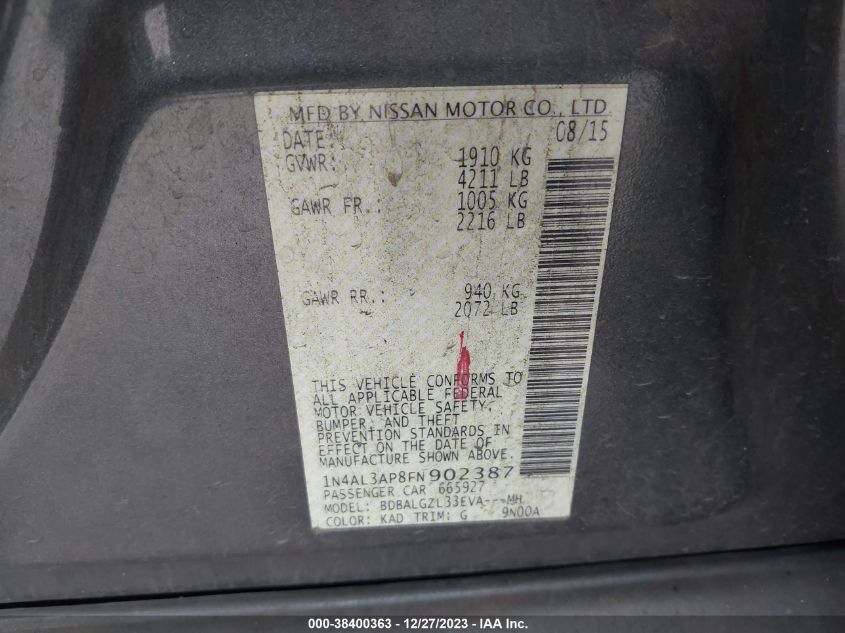 MFD BY NISSAN MOTOR CO., LTD.
DATE: 08/15
GVWR: 1910 KG
4211 LB
GAWR FR.: 1005 KG
2216 LB
GAWR RR.: 940 KG
2072 LB
THIS VEHICLE CONFORMS TO
ALL APPLICABLE FEDERAL
MOTOR VEHICLE SAFETY,
BUMPER, AND THEFT
PREVENTION STANDARDS IN
EFFECT ON THE DATE OF
MANUFACTURE SHOWN ABOVE.
1N4AL3AP8FN902387
PASSENGER CAR 665927
MODEL: BDBALGZL33EVA---MH
COLOR: KAD TRIM: G 9N00A
000-38400363 - 12/27/2023 - IAA Inc.